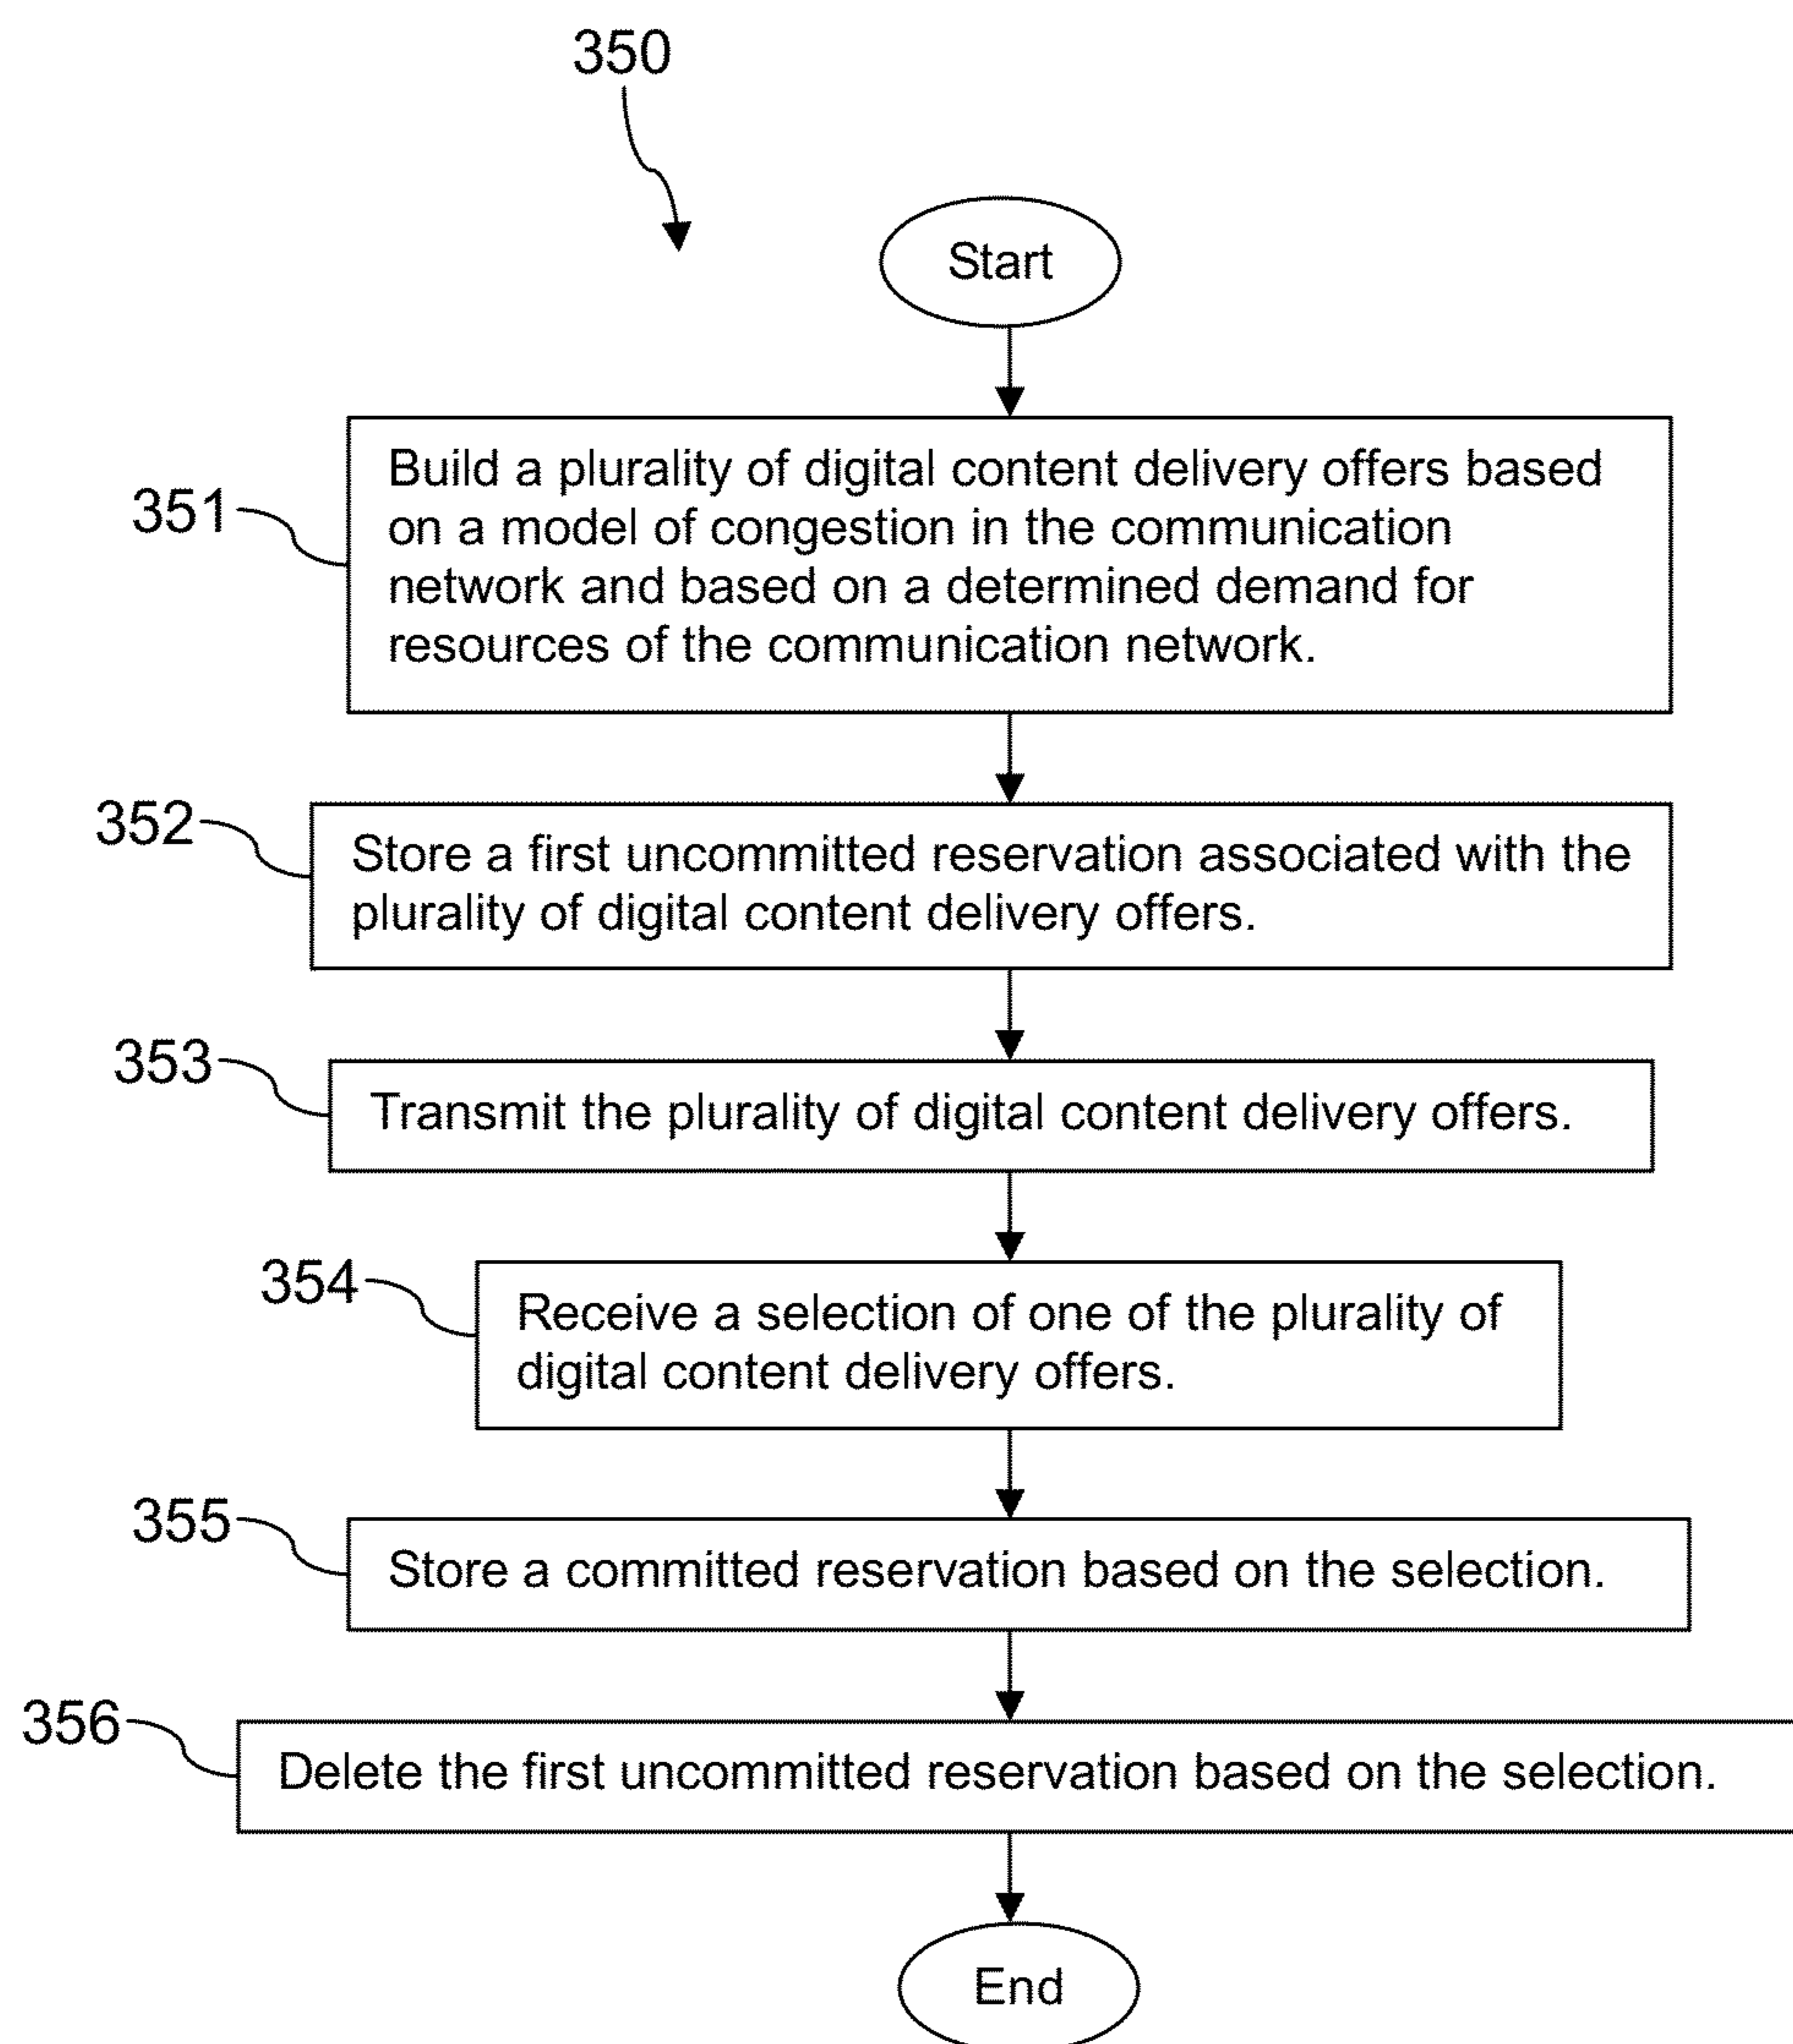 350
Start
351
Build a plurality of digital content delivery offers based
on a model of congestion in the communication
network and based on a determined demand for
resources of the communication network.
352
Store a first uncommitted reservation associated with the
plurality of digital content delivery offers.
353
Transmit the plurality of digital content delivery offers.
354
Receive a selection of one of the plurality of
digital content delivery offers.
355
Store a committed reservation based on the selection.
356
Delete the first uncommitted reservation based on the selection.
End